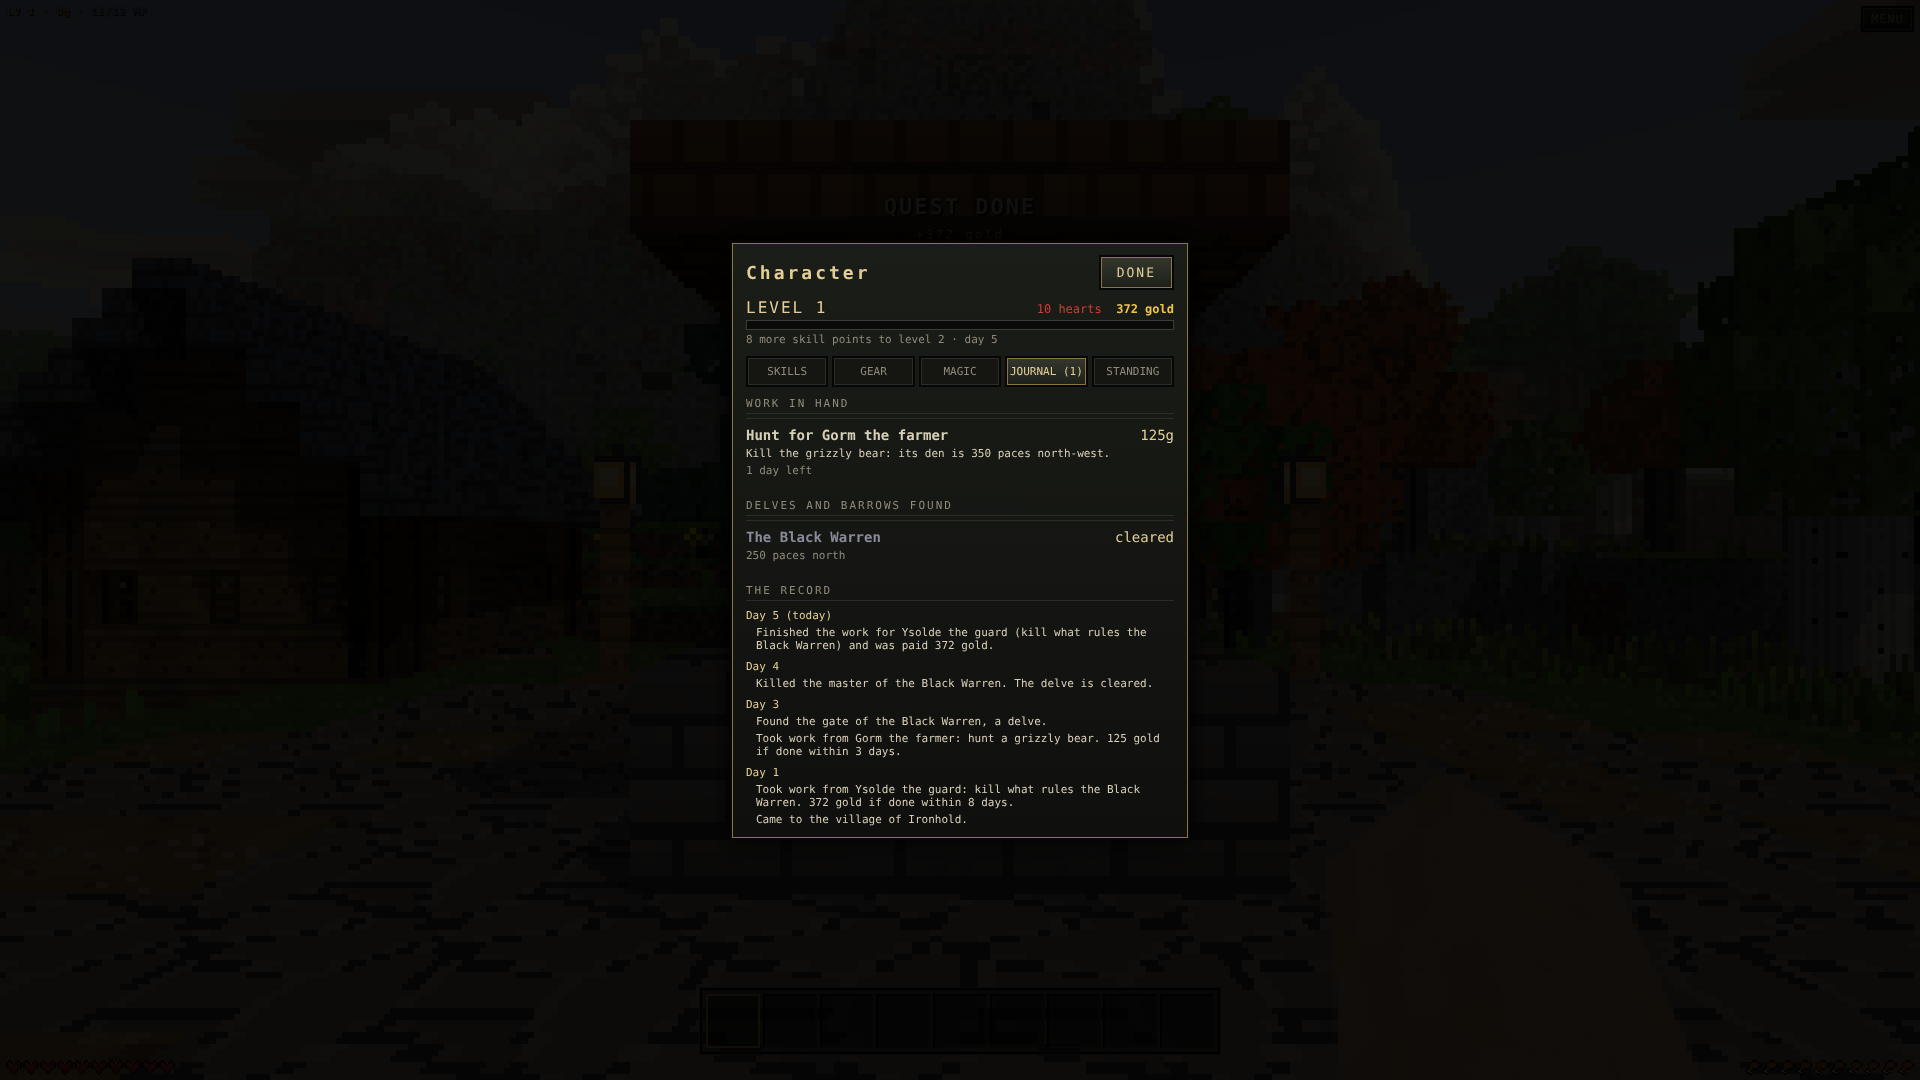 MENU
QUEST DONE
+372 gold
Character
DONE
LEVEL 1
10 hearts 372 gold
8 more skill points to level 2 · day 5
SKILLS GEAR MAGIC JOURNAL (1) STANDING
WORK IN HAND
Hunt for Gorm the farmer 125g
Kill the grizzly bear: its den is 350 paces north-west.
1 day left
DELVES AND BARROWS FOUND
The Black Warren cleared
250 paces north
THE RECORD
Day 5 (today)
Finished the work for Ysolde the guard (kill what rules the
Black Warren) and was paid 372 gold.
Day 4
Killed the master of the Black Warren. The delve is cleared.
Day 3
Found the gate of the Black Warren, a delve.
Took work from Gorm the farmer: hunt a grizzly bear. 125 gold
if done within 3 days.
Day 1
Took work from Ysolde the guard: kill what rules the Black
Warren. 372 gold if done within 8 days.
Came to the village of Ironhold.